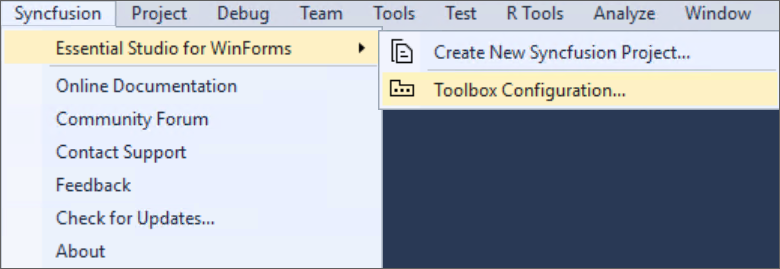 Syncfusion Project Debug Team Tools Test R Tools Analyze Window
Essential Studio for WinForms
Create New Syncfusion Project...
Toolbox Configuration...
Online Documentation
Community Forum
Contact Support
Feedback
Check for Updates...
About